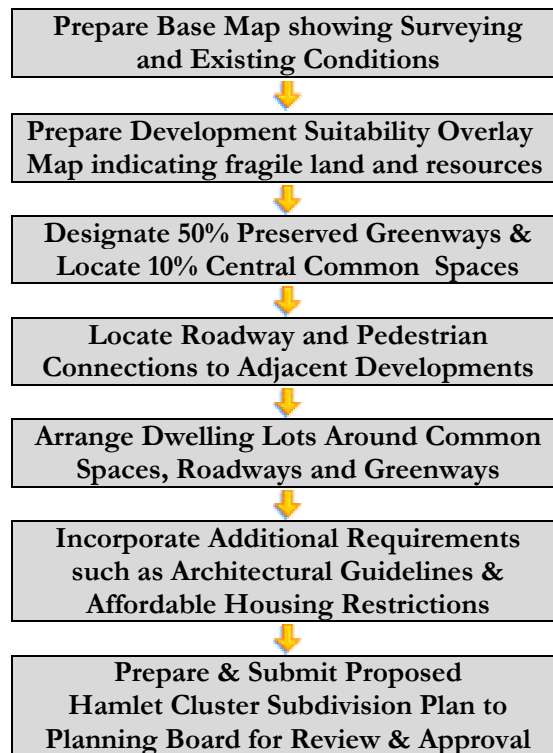 Prepare Base Map showing Surveying
and Existing Conditions
Prepare Development Suitability Overlay
Map indicating fragile land and resources
Designate 50% Preserved Greenways &
Locate 10% Central Common Spaces
Locate Roadway and Pedestrian
Connections to Adjacent Developments
Arrange Dwelling Lots Around Common
Spaces, Roadways and Greenways
Incorporate Additional Requirements
such as Architectural Guidelines &
Affordable Housing Restrictions
Prepare & Submit Proposed
Hamlet Cluster Subdivision Plan to
Planning Board for Review & Approval